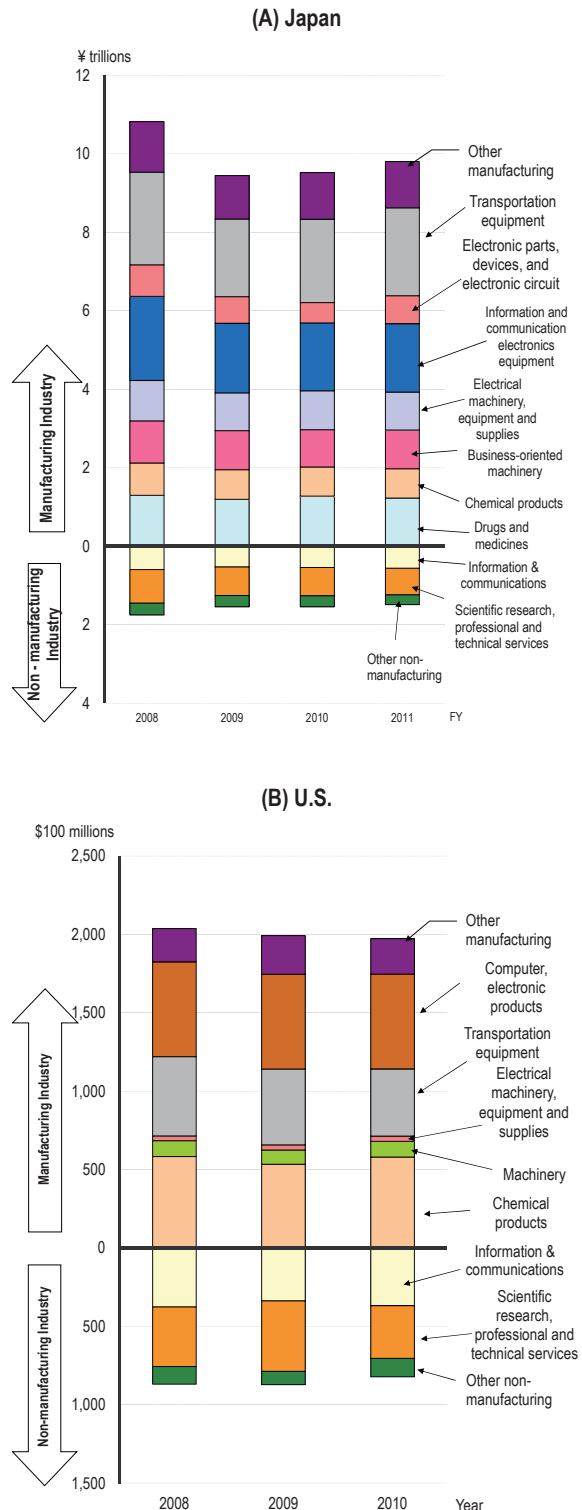 (A) Japan
¥ trillions
12
10
8
6
4
2
0
2
4
Manufacturing Industry
Non - manufacturing
Industry
Other
manufacturing
Transportation
equipment
Electronic parts,
devices, and
electronic circuit
Information and
communication
electronics
equipment
Electrical
machinery,
equipment and
supplies
Business-oriented
machinery
Chemical products
Drugs and
medicines
Information &
communications
Scientific research,
professional and
technical services
Other non-
manufacturing
2008 2009 2010 2011 FY
(B) U.S.
$100 millions
2,500
2,000
1,500
1,000
500
0
500
1,000
1,500
Manufacturing Industry
Non-manufacturing Industry
Other
manufacturing
Computer,
electronic
products
Transportation
equipment
Electrical
machinery,
equipment and
supplies
Machinery
Chemical
products
Information &
communications
Scientific
research,
professional and
technical services
Other non-
manufacturing
2008 2009 2010 Year